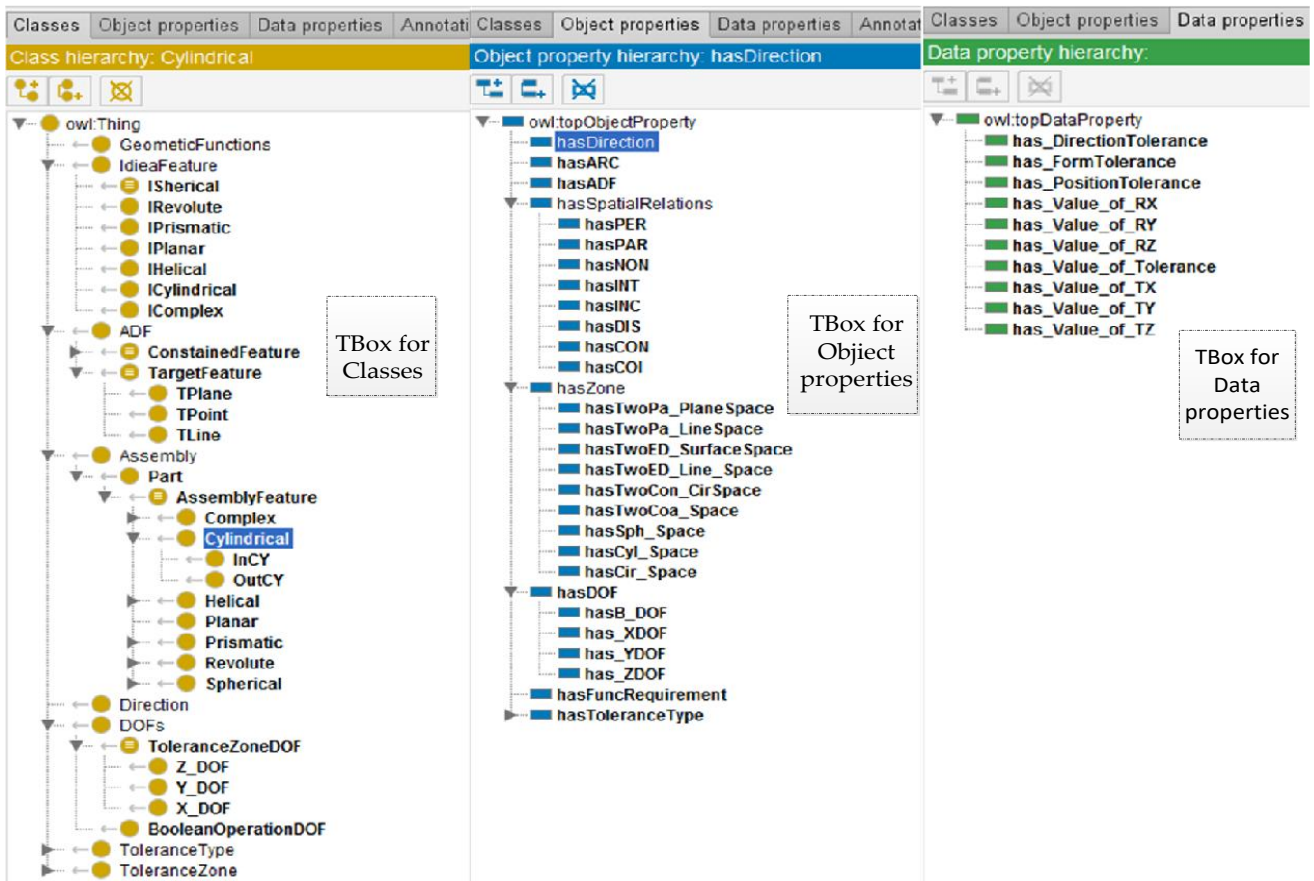 Classes Object properties Data properties Annotati
Class hierarchy: Cylindrical
owl:Thing
GeometicFunctions
IdieaFeature
ISherical
IRevolute
IPrismatic
IPlanar
IHelical
ICylindrical
IComplex
ADF
ConstainedFeature
TargetFeature
TPlane
TPoint
TLine
Assembly
Part
AssemblyFeature
Complex
Cylindrical
InCY
OutCY
Helical
Planar
Prismatic
Revolute
Spherical
Direction
DOFs
ToleranceZoneDOF
Z_DOF
Y_DOF
X_DOF
BooleanOperationDOF
ToleranceType
ToleranceZone
TBox for
Classes
Classes Object properties Data properties Annotat
Object property hierarchy: hasDirection
owl:topObjectProperty
hasDirection
hasARC
hasADF
hasSpatialRelations
hasPER
hasPAR
hasNON
hasINT
hasINC
hasDIS
hasCON
hasCOI
hasZone
hasTwoPa_PlaneSpace
hasTwoPa_LineSpace
hasTwoED_SurfaceSpace
hasTwoED_Line_Space
hasTwoCon_CirSpace
hasTwoCoa_Space
hasSph_Space
hasCyl_Space
hasCir_Space
hasDOF
hasB_DOF
has_XDOF
has_YDOF
has_ZDOF
hasFuncRequirement
hasToleranceType
TBox for
Objiect
properties
Classes Object properties Data properties
Data property hierarchy:
owl:topDataProperty
has_DirectionTolerance
has_FormTolerance
has_PositionTolerance
has_Value_of_RX
has_Value_of_RY
has_Value_of_RZ
has_Value_of_Tolerance
has_Value_of_TX
has_Value_of_TY
has_Value_of_TZ
TBox for
Data
properties